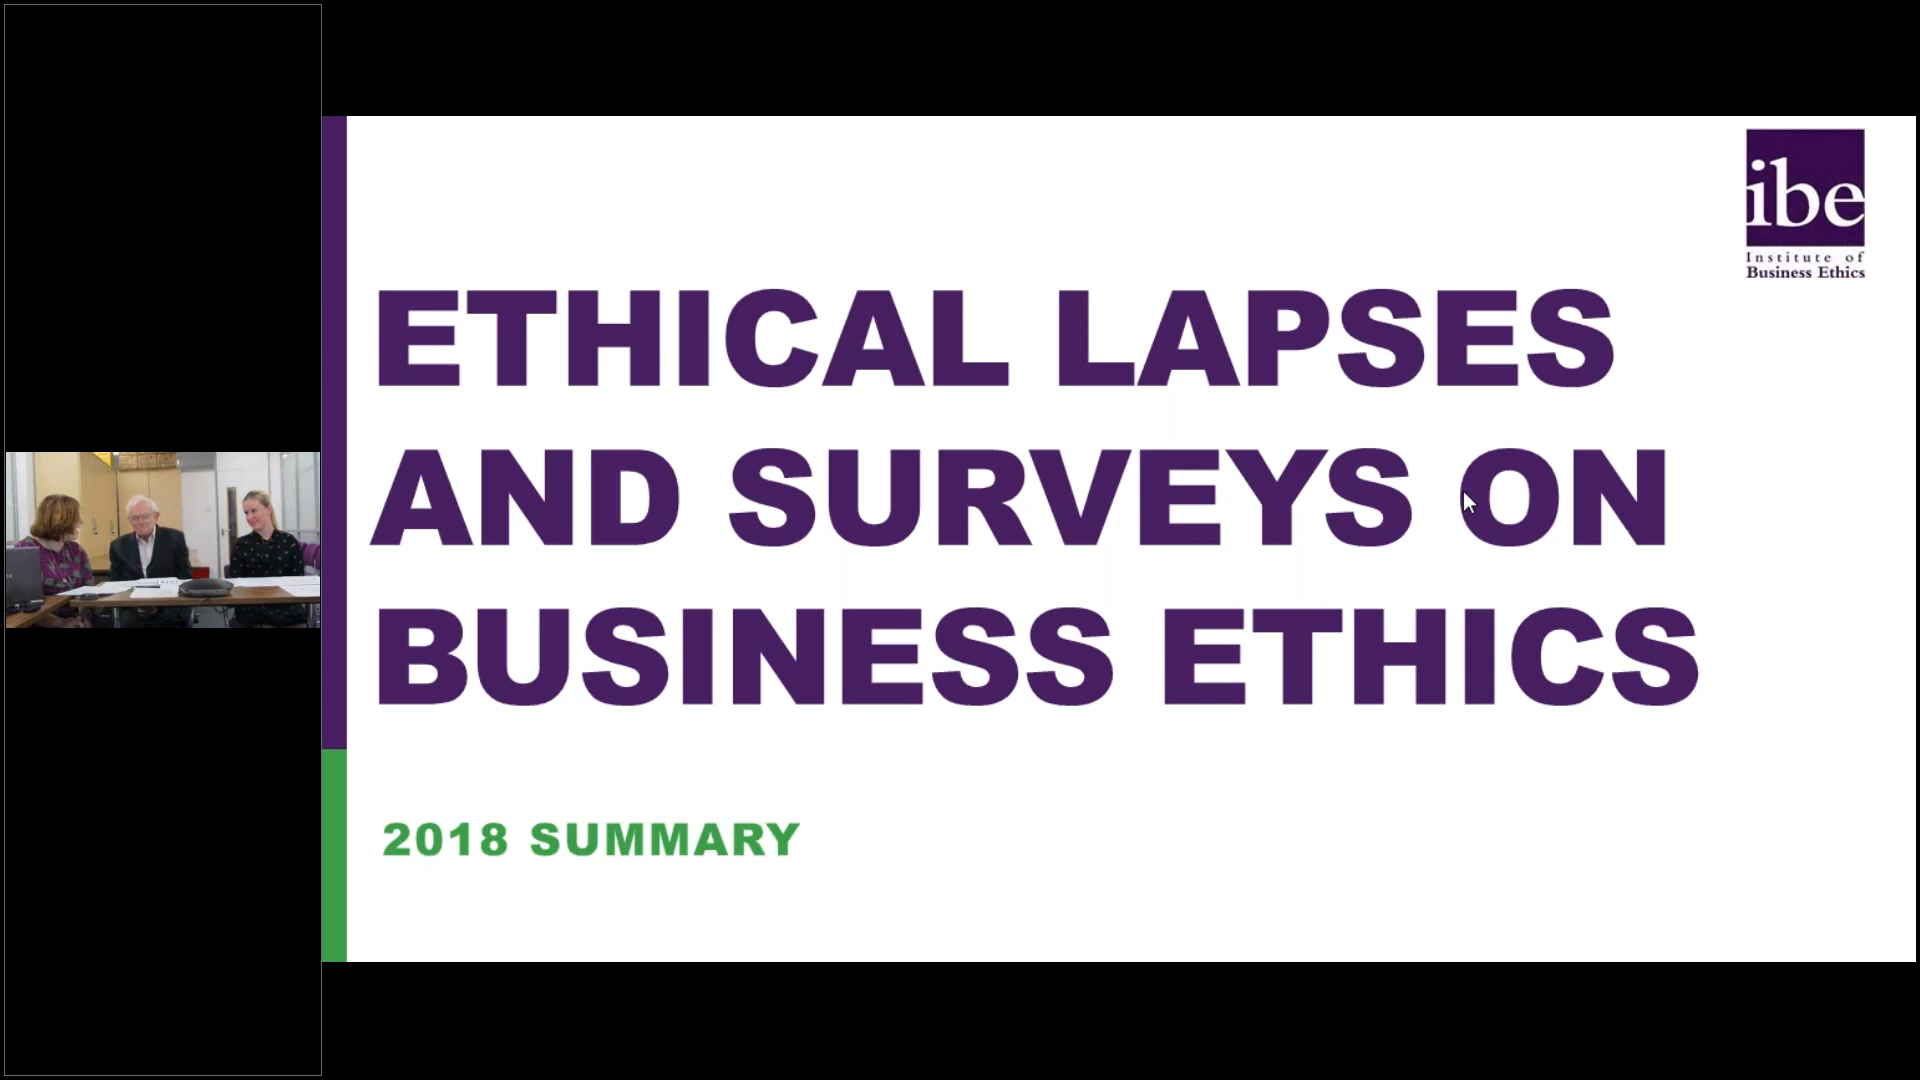 ibe
Institute of
Business Ethics
ETHICAL LAPSES
AND SURVEYS ON
BUSINESS ETHICS
2018 SUMMARY